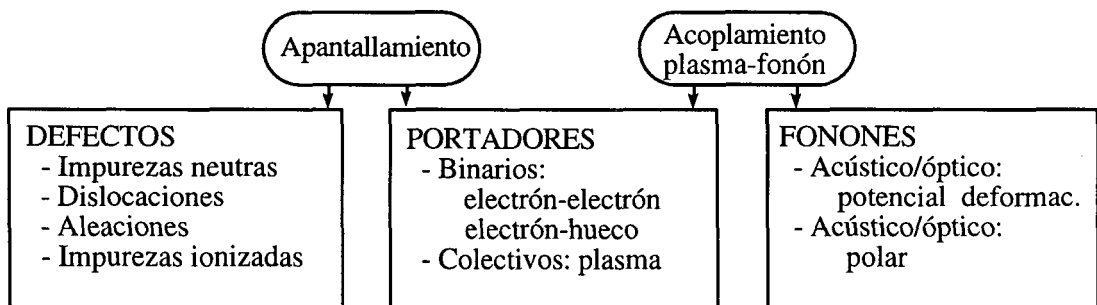 Apantallamiento
Acoplamiento
plasma-fonón
DEFECTOS
- Impurezas neutras
- Dislocaciones
- Aleaciones
- Impurezas ionizadas
PORTADORES
- Binarios:
electrón-electrón
electrón-hueco
- Colectivos: plasma
FONONES
- Acústico/óptico:
potencial deformac.
- Acústico/óptico:
polar